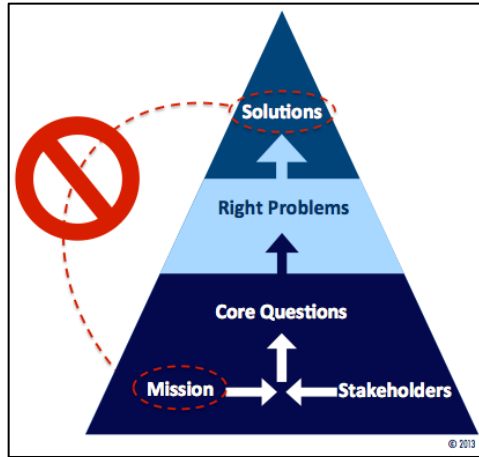 Solutions
Right Problems
Core Questions
Mission
Stakeholders
© 2013